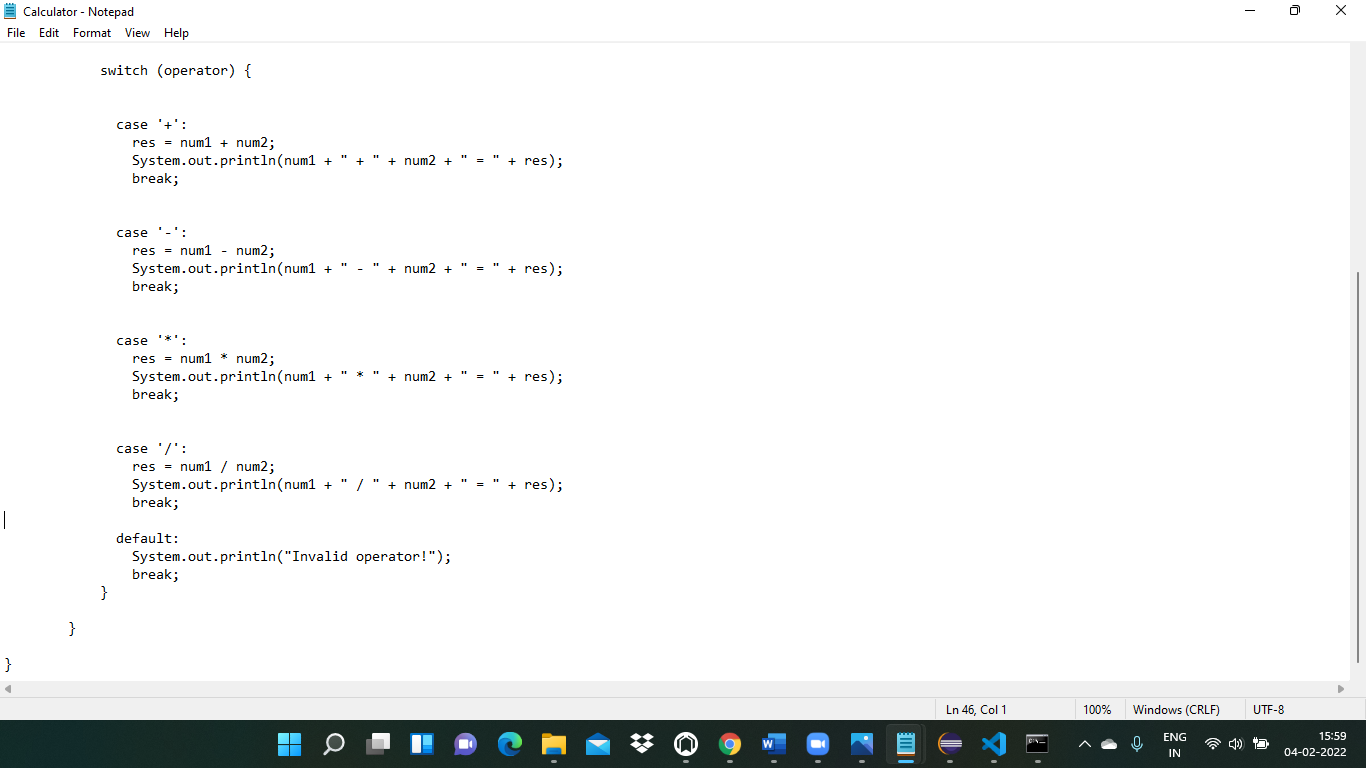 Calculator - Notepad
File Edit Format View Help
switch (operator) {
case '+':
res = num1 + num2;
System.out.println(num1 + " + " + num2 + " = " + res);
break;
case '-':
res = num1 - num2;
System.out.println(num1 + " - " + num2 + " = " + res);
break;
case '*':
res = num1 * num2;
System.out.println(num1 + " * " + num2 + " = " + res);
break;
case '/':
res = num1 / num2;
System.out.println(num1 + " / " + num2 + " = " + res);
break;
default:
System.out.println("Invalid operator!");
break;
}
}
}
Ln 46, Col 1 100% Windows (CRLF) UTF-8
ENG 15:59
IN 04-02-2022